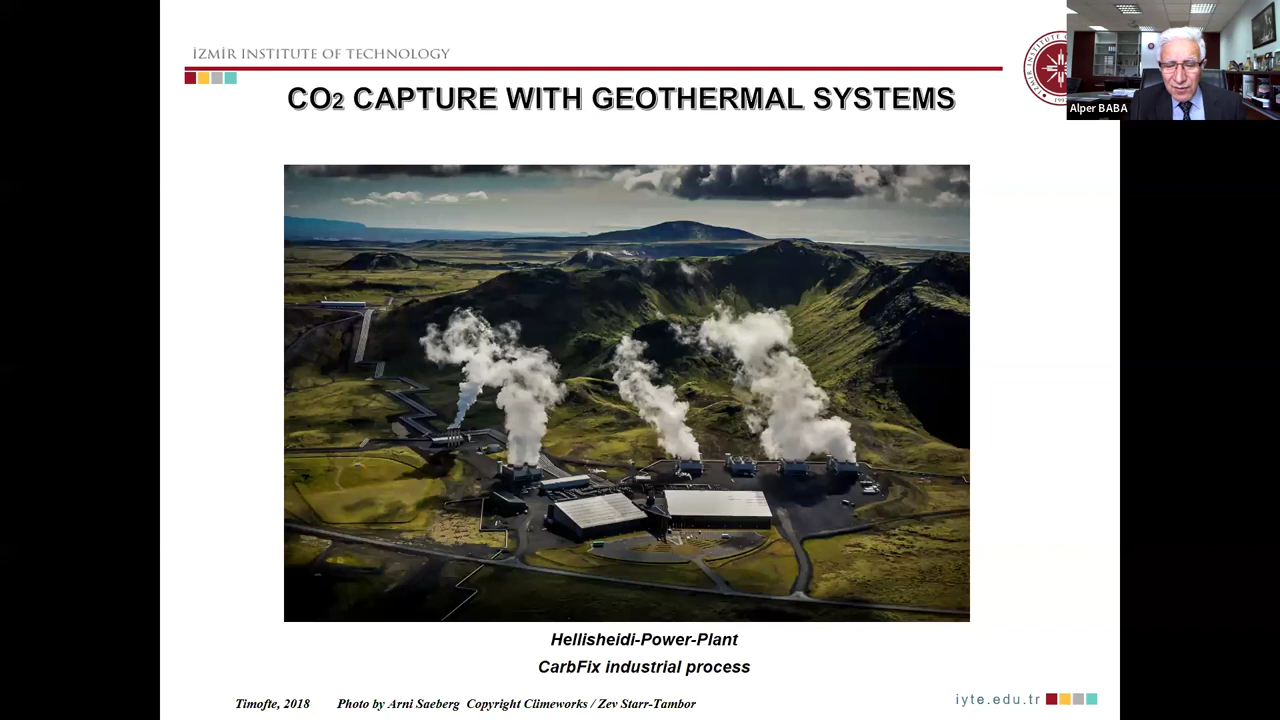 İZMİR INSTITUTE OF TECHNOLOGY
CO2 CAPTURE WITH GEOTHERMAL SYSTEMS
Alper BABA
Hellisheidi-Power-Plant
CarbFix industrial process
Timofte, 2018 Photo by Arni Saeberg Copyright Climeworks / Zev Starr-Tambor
iyte.edu.tr